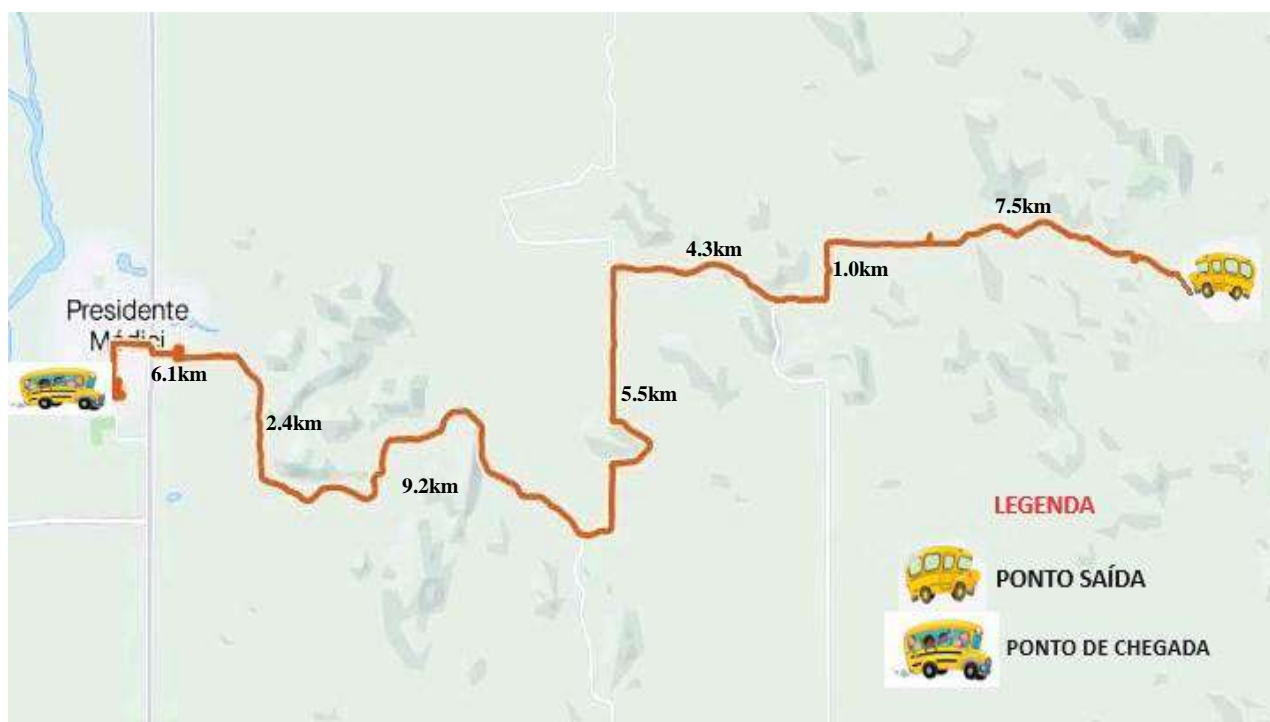 7.5km
4.3km
1.0km
Presidente
Médici
6.1km
5.5km
2.4km
9.2km
LEGENDA
PONTO SAÍDA
PONTO DE CHEGADA